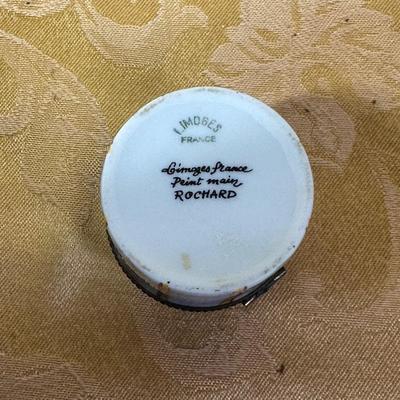 LIMOGES
FRANCE
Limoges france
Peint main
ROCHARD